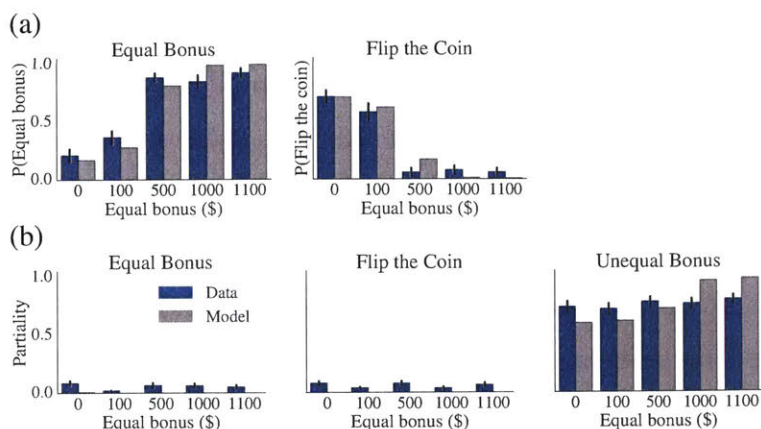 (a)
Equal Bonus
Flip the Coin
P(Equal bonus)
1.0
0.5
0.0
0 100 500 1000 1100
Equal bonus ($)
P(Flip the coin)
0 100 500 1000 1100
Equal bonus ($)
(b)
Equal Bonus
Flip the Coin
Unequal Bonus
Partiality
1.0
0.5
0.0
Data
Model
0 100 500 1000 1100
Equal bonus ($)
0 100 500 1000 1100
Equal bonus ($)
0 100 500 1000 1100
Equal bonus ($)